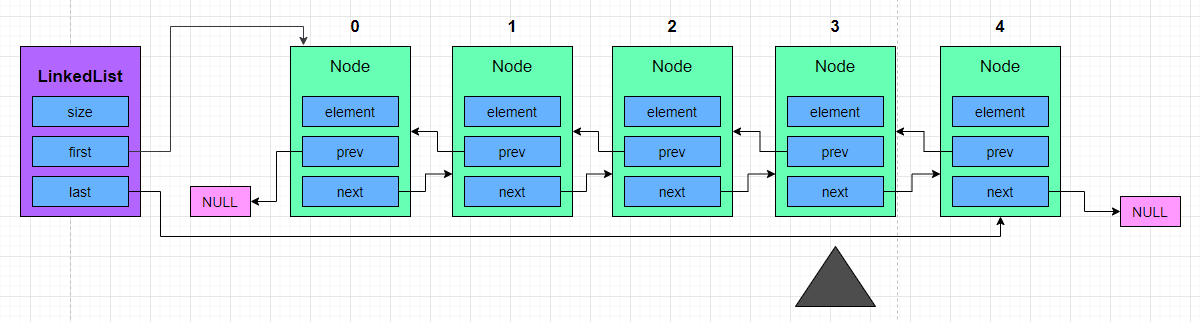 0 1 2 3 4
LinkedList
size
first
last
NULL
Node
element
prev
next
Node
element
prev
next
Node
element
prev
next
Node
element
prev
next
Node
element
prev
next
NULL